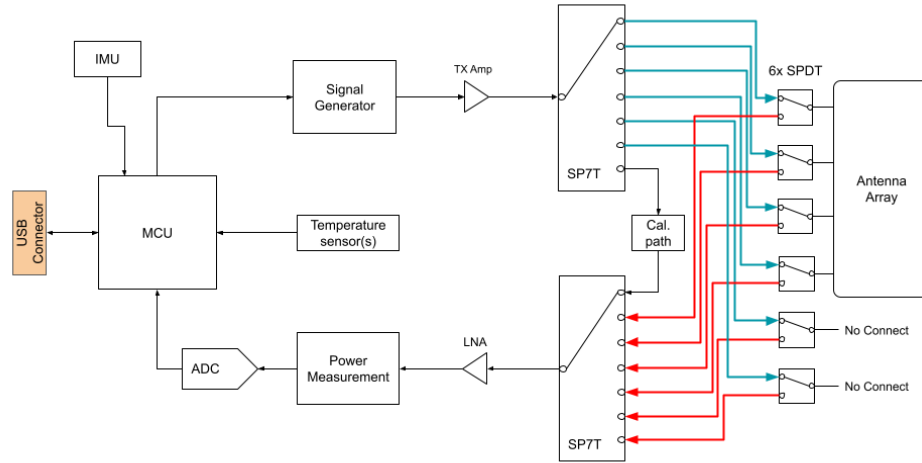 IMU
Signal
Generator
TX Amp
6x SPDT
SP7T
Antenna
Array
USB
Connector
MCU
Temperature
sensor(s)
Cal.
path
No Connect
LNA
ADC
Power
Measurement
No Connect
SP7T